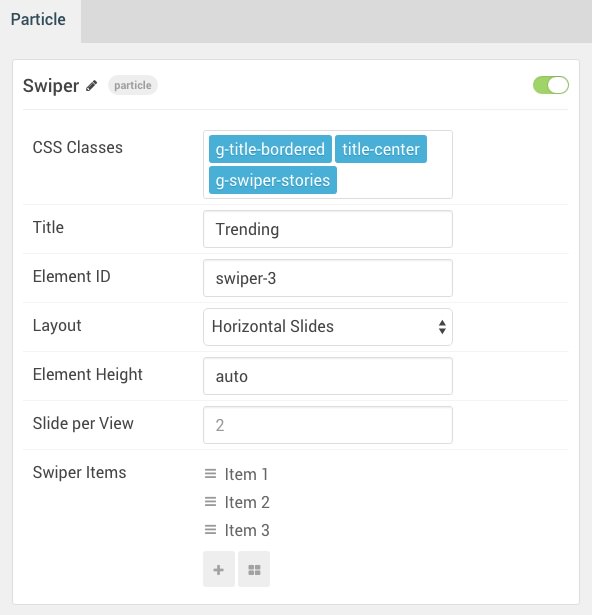 Particle
Swiper particle
CSS Classes g-title-bordered title-center
g-swiper-stories
Title Trending
Element ID swiper-3
Layout Horizontal Slides
Element Height auto
Slide per View 2
Swiper Items Item 1
Item 2
Item 3